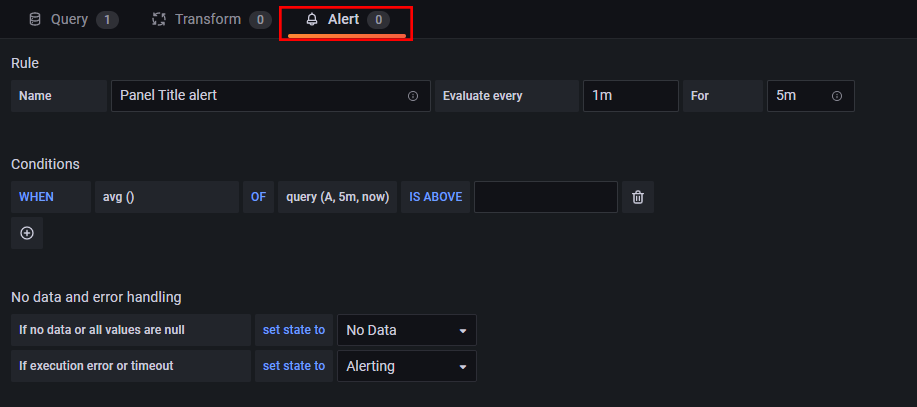 Query 1 Transform 0 Alert 0
Rule
Name Panel Title alert Evaluate every 1m For 5m
Conditions
WHEN avg () OF query (A, 5m, now) IS ABOVE
No data and error handling
If no data or all values are null set state to No Data
If execution error or timeout set state to Alerting